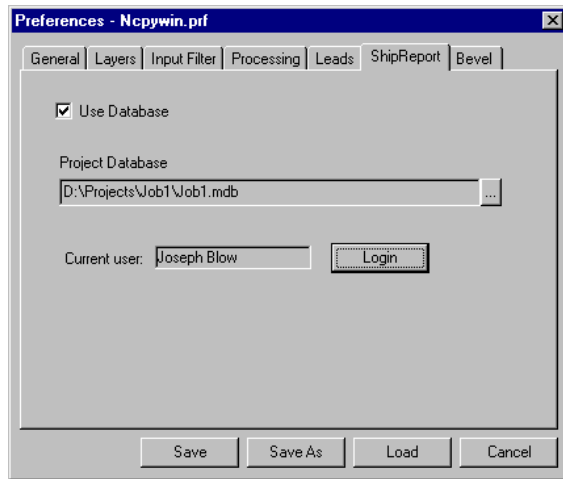 Preferences - Ncpywin.prf
General Layers Input Filter Processing Leads ShipReport Bevel
Use Database
Project Database
D:\Projects\Job1\Job1.mdb ...
Current user: Joseph Blow Login
Save Save As Load Cancel